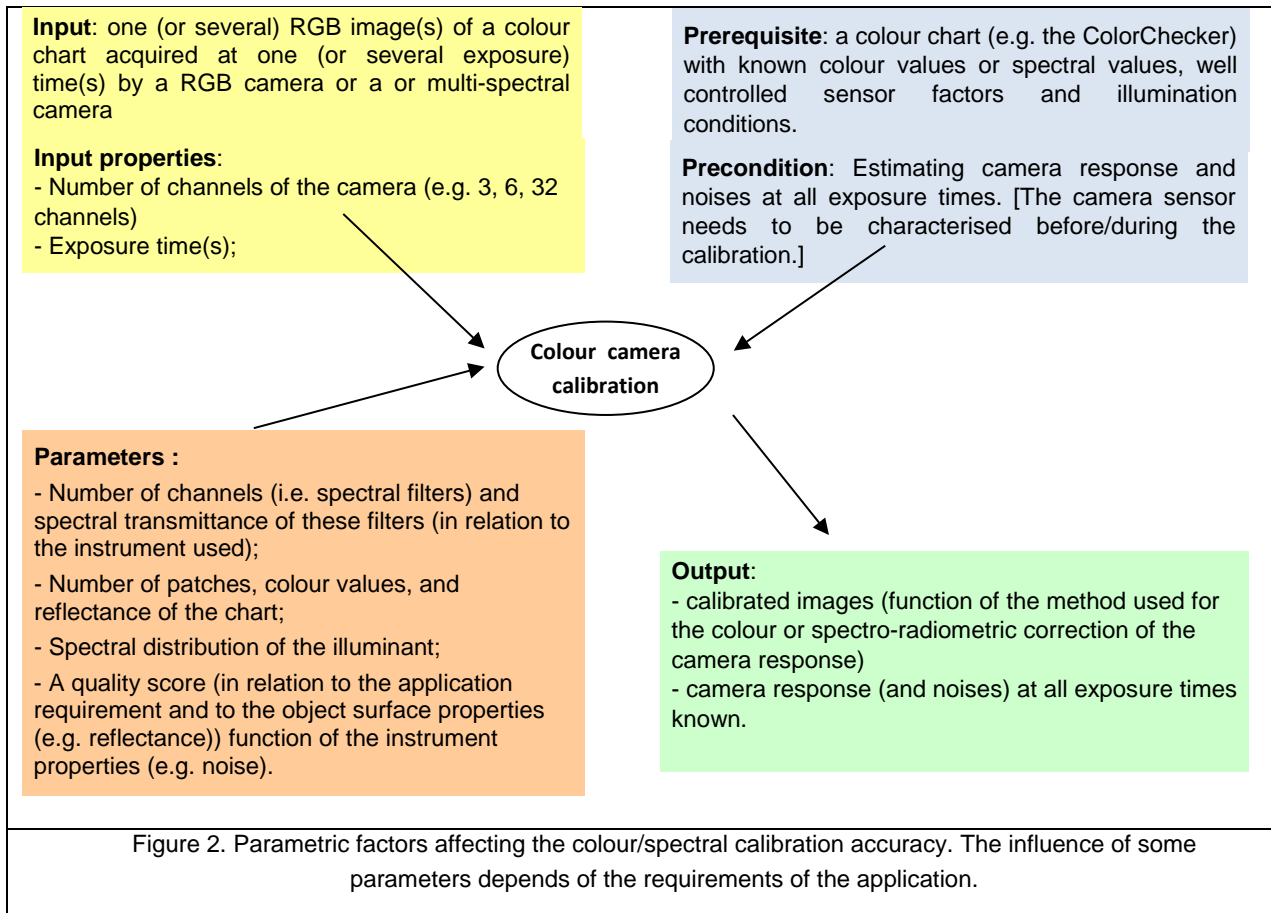 Input: one (or several) RGB image(s) of a colour
chart acquired at one (or several exposure)
time(s) by a RGB camera or a or multi-spectral
camera
Input properties:
- Number of channels of the camera (e.g. 3, 6, 32
channels)
- Exposure time(s);
Prerequisite: a colour chart (e.g. the ColorChecker)
with known colour values or spectral values, well
controlled sensor factors and illumination
conditions.
Precondition: Estimating camera response and
noises at all exposure times. [The camera sensor
needs to be characterised before/during the
calibration.]
Colour camera
calibration
Parameters :
- Number of channels (i.e. spectral filters) and
spectral transmittance of these filters (in relation to
the instrument used);
- Number of patches, colour values, and
reflectance of the chart;
- Spectral distribution of the illuminant;
- A quality score (in relation to the application
requirement and to the object surface properties
(e.g. reflectance)) function of the instrument
properties (e.g. noise).
Output:
- calibrated images (function of the method used for
the colour or spectro-radiometric correction of the
camera response)
- camera response (and noises) at all exposure times
known.
Figure 2. Parametric factors affecting the colour/spectral calibration accuracy. The influence of some
parameters depends of the requirements of the application.